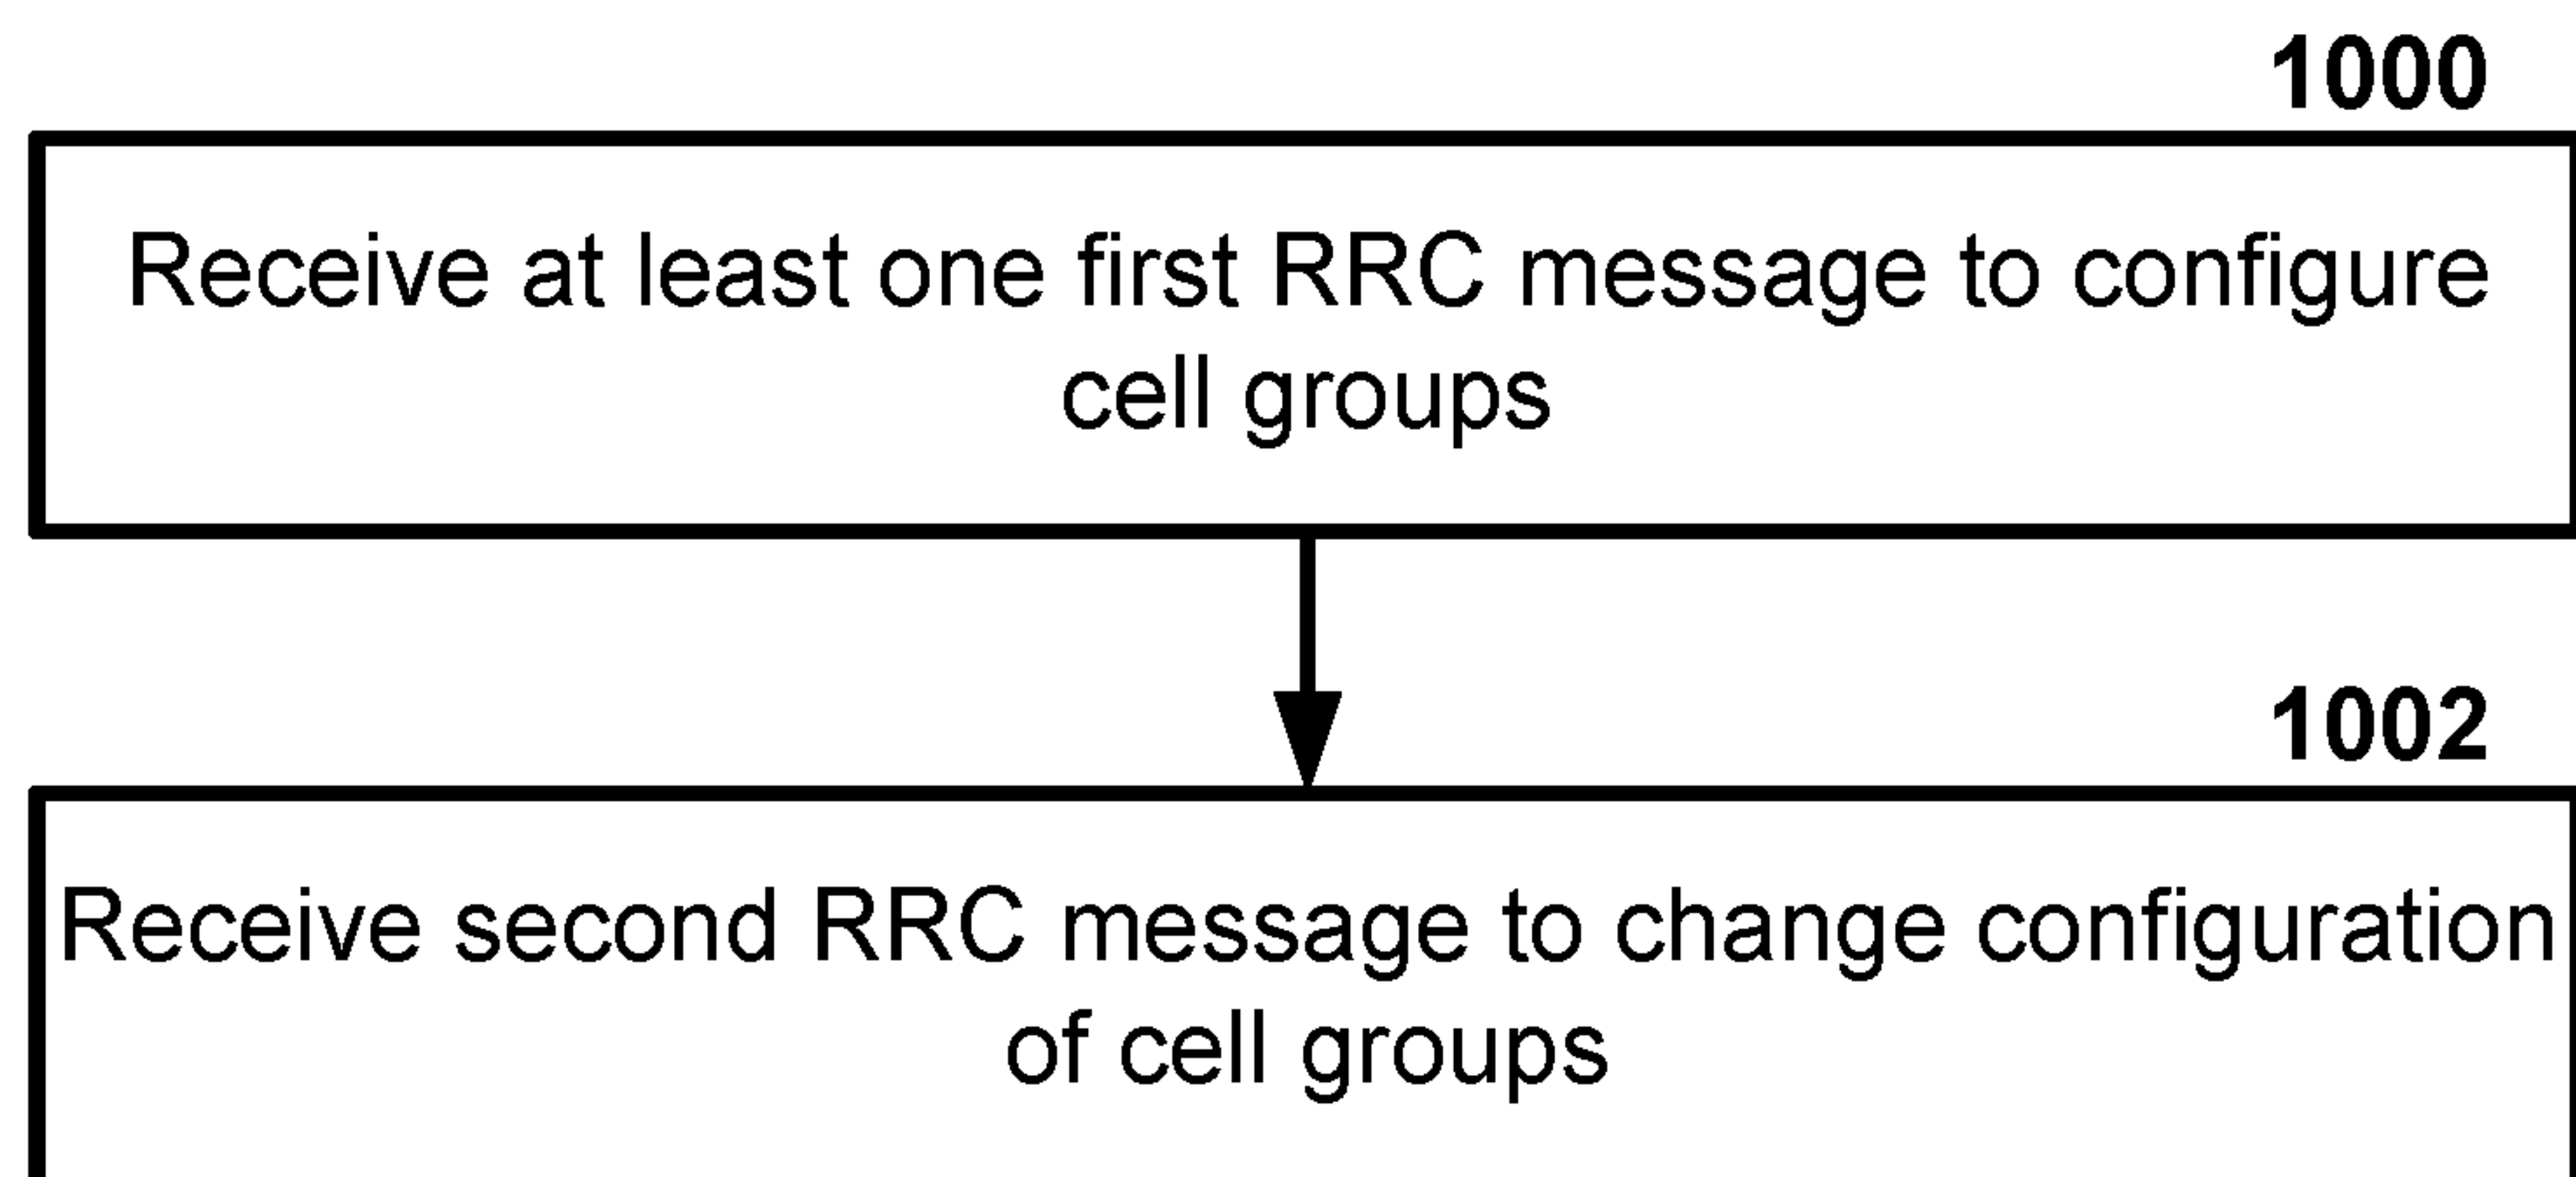 1000
Receive at least one first RRC message to configure
cell groups
1002
Receive second RRC message to change configuration
of cell groups